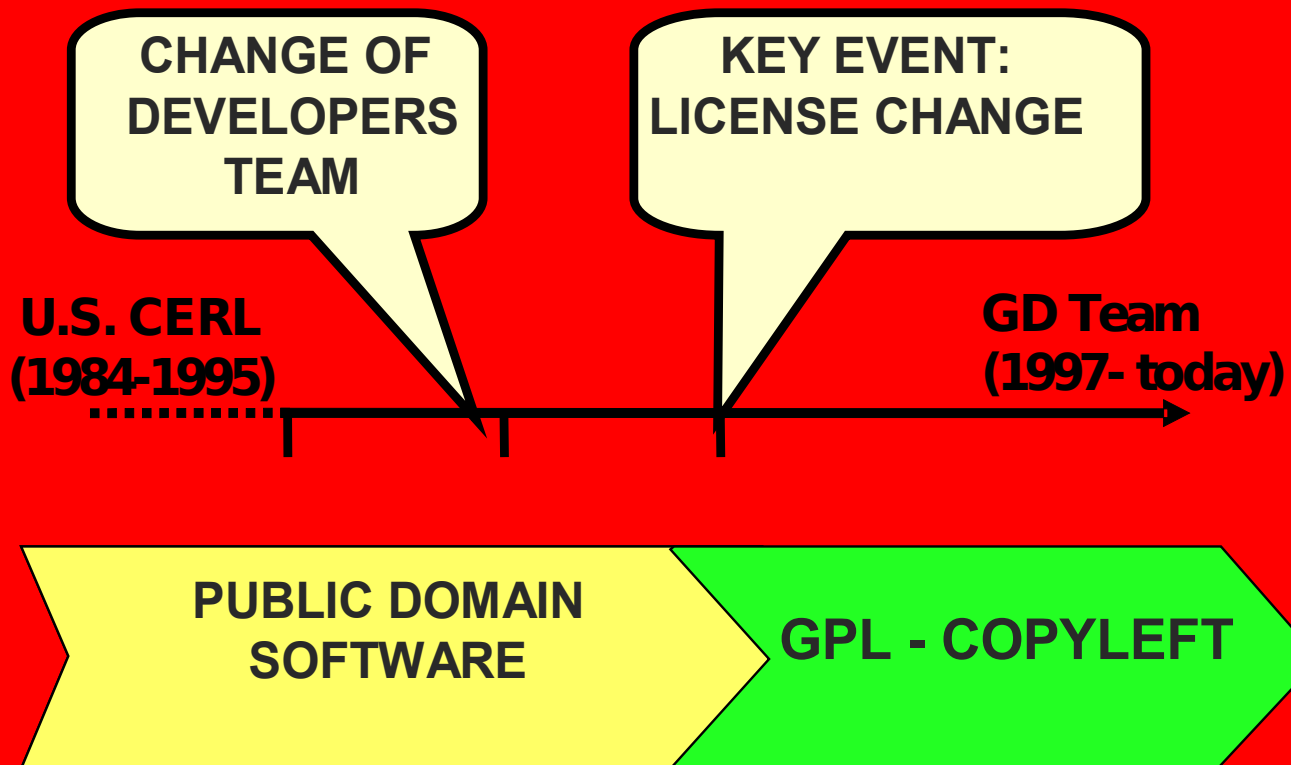 CHANGE OF
DEVELOPERS
TEAM
KEY EVENT:
LICENSE CHANGE
U.S. CERL
(1984-1995)
GD Team
(1997- today)
PUBLIC DOMAIN
SOFTWARE
GPL - COPYLEFT